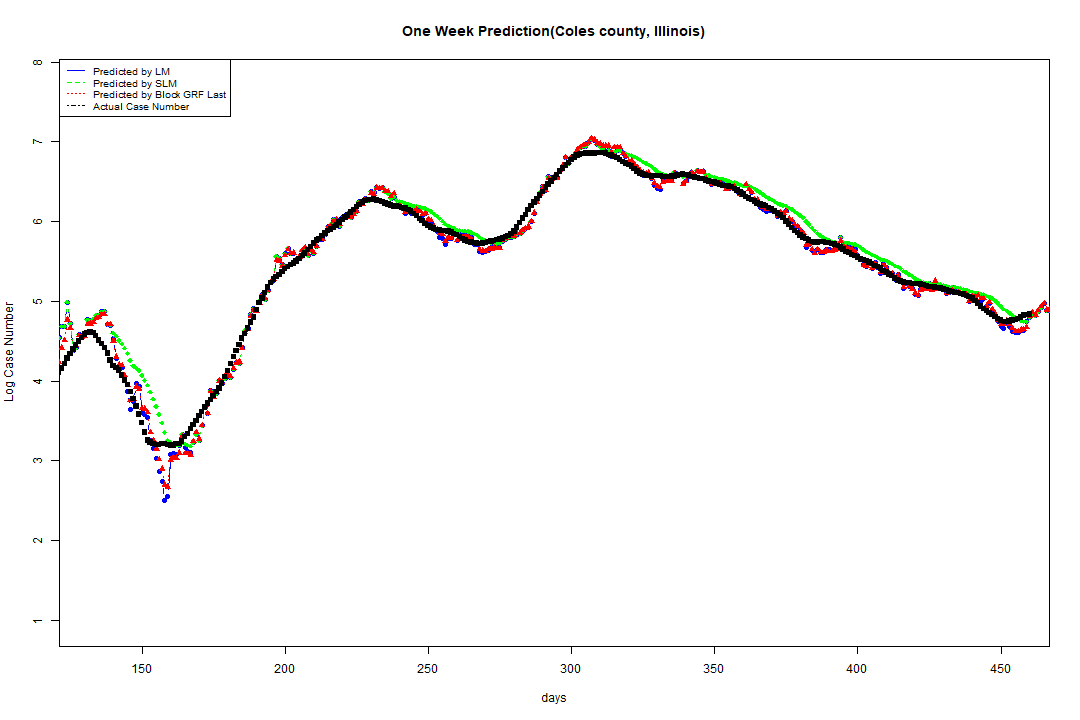 One Week Prediction(Coles county, Illinois)
Predicted by LM
Predicted by SLM
Predicted by Block GRF Last
Actual Case Number
8
7
6
5
4
3
2
1
Log Case Number
150 200 250 300 350 400 450
days